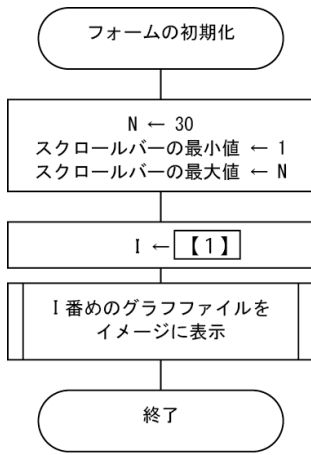 フォームの初期化
N ← 30
スクロールバーの最小値 ← 1
スクロールバーの最大値 ← N
I ← 【1】
I 番めのグラフファイルを
イメージに表示
終了